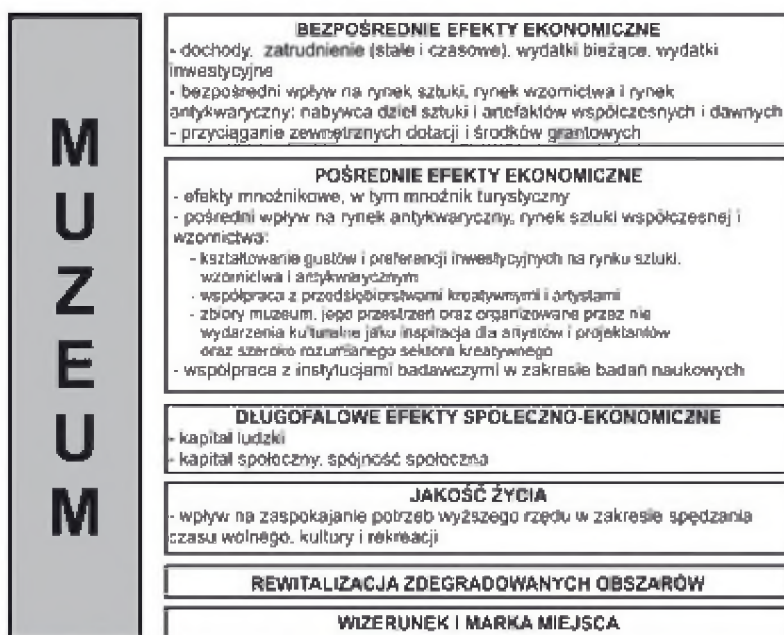 MUZEUM
BEZPOŚREDNIE EFEKTY EKONOMICZNE
- dochody, zatrudnienie (stałe i czasowe), wydatki bieżące, wydatki
inwestycyjne
- bezpośredni wpływ na rynek sztuki, rynek wzornictwa i rynek
antykwaryczny: nabywca dzieł sztuki i artefaktów współczesnych i dawnych
- przyciąganie zewnętrznych dotacji i środków grantowych
POŚREDNIE EFEKTY EKONOMICZNE
- efekty mnożnikowe, w tym mnożnik turystyczny
- pośredni wpływ na rynek antykwaryczny, rynek sztuki współczesnej i
wzornictwa:
- kształtowanie gustów i preferencji inwestycyjnych na rynku sztuki,
wzornictwa i antykwarycznym
- współpraca z przedsiębiorstwami kreatywnymi i artystami
- zbiory muzeum, jego przestrzeń oraz organizowane przez nie
wydarzenia kulturalne jako inspiracja dla artystów i projektantów
oraz szeroko rozumianego sektora kreatywnego
- współpraca z instytucjami badawczymi w zakresie badań naukowych
DŁUGOFALOWE EFEKTY SPOŁECZNO-EKONOMICZNE
- kapitał ludzki
- kapitał społeczny, spójność społeczna
JAKOŚĆ ŻYCIA
- wpływ na zaspokajanie potrzeb wyższego rzędu w zakresie spędzania
czasu wolnego, kultury i rekreacji
REWITALIZACJA ZDEGRADOWANYCH OBSZARÓW
WIZERUNEK I MARKA MIEJSCA